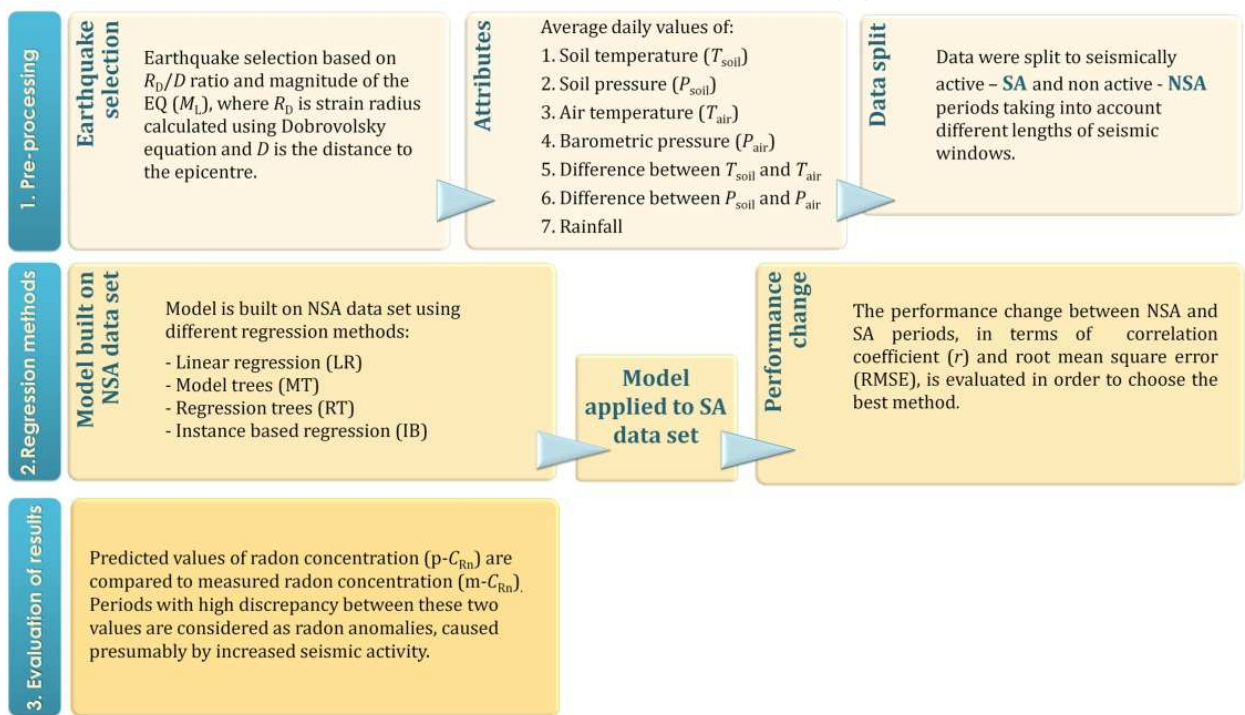 1. Pre-processing
Earthquake
selection
Earthquake selection based on
R_D/D ratio and magnitude of the
EQ (M_L), where R_D is strain radius
calculated using Dobrovolsky
equation and D is the distance to
the epicentre.
Attributes
Average daily values of:
1. Soil temperature (T_soil)
2. Soil pressure (P_soil)
3. Air temperature (T_air)
4. Barometric pressure (P_air)
5. Difference between T_soil and T_air
6. Difference between P_soil and P_air
7. Rainfall
Data split
Data were split to seismically
active – SA and non active - NSA
periods taking into account
different lengths of seismic
windows.
2.Regression methods
Model built on
NSA data set
Model is built on NSA data set using
different regression methods:
- Linear regression (LR)
- Model trees (MT)
- Regression trees (RT)
- Instance based regression (IB)
Model
applied to SA
data set
Performance
change
The performance change between NSA and
SA periods, in terms of correlation
coefficient (r) and root mean square error
(RMSE), is evaluated in order to choose the
best method.
3. Evaluation of results
Predicted values of radon concentration (p-C_Rn) are
compared to measured radon concentration (m-C_Rn).
Periods with high discrepancy between these two
values are considered as radon anomalies, caused
presumably by increased seismic activity.